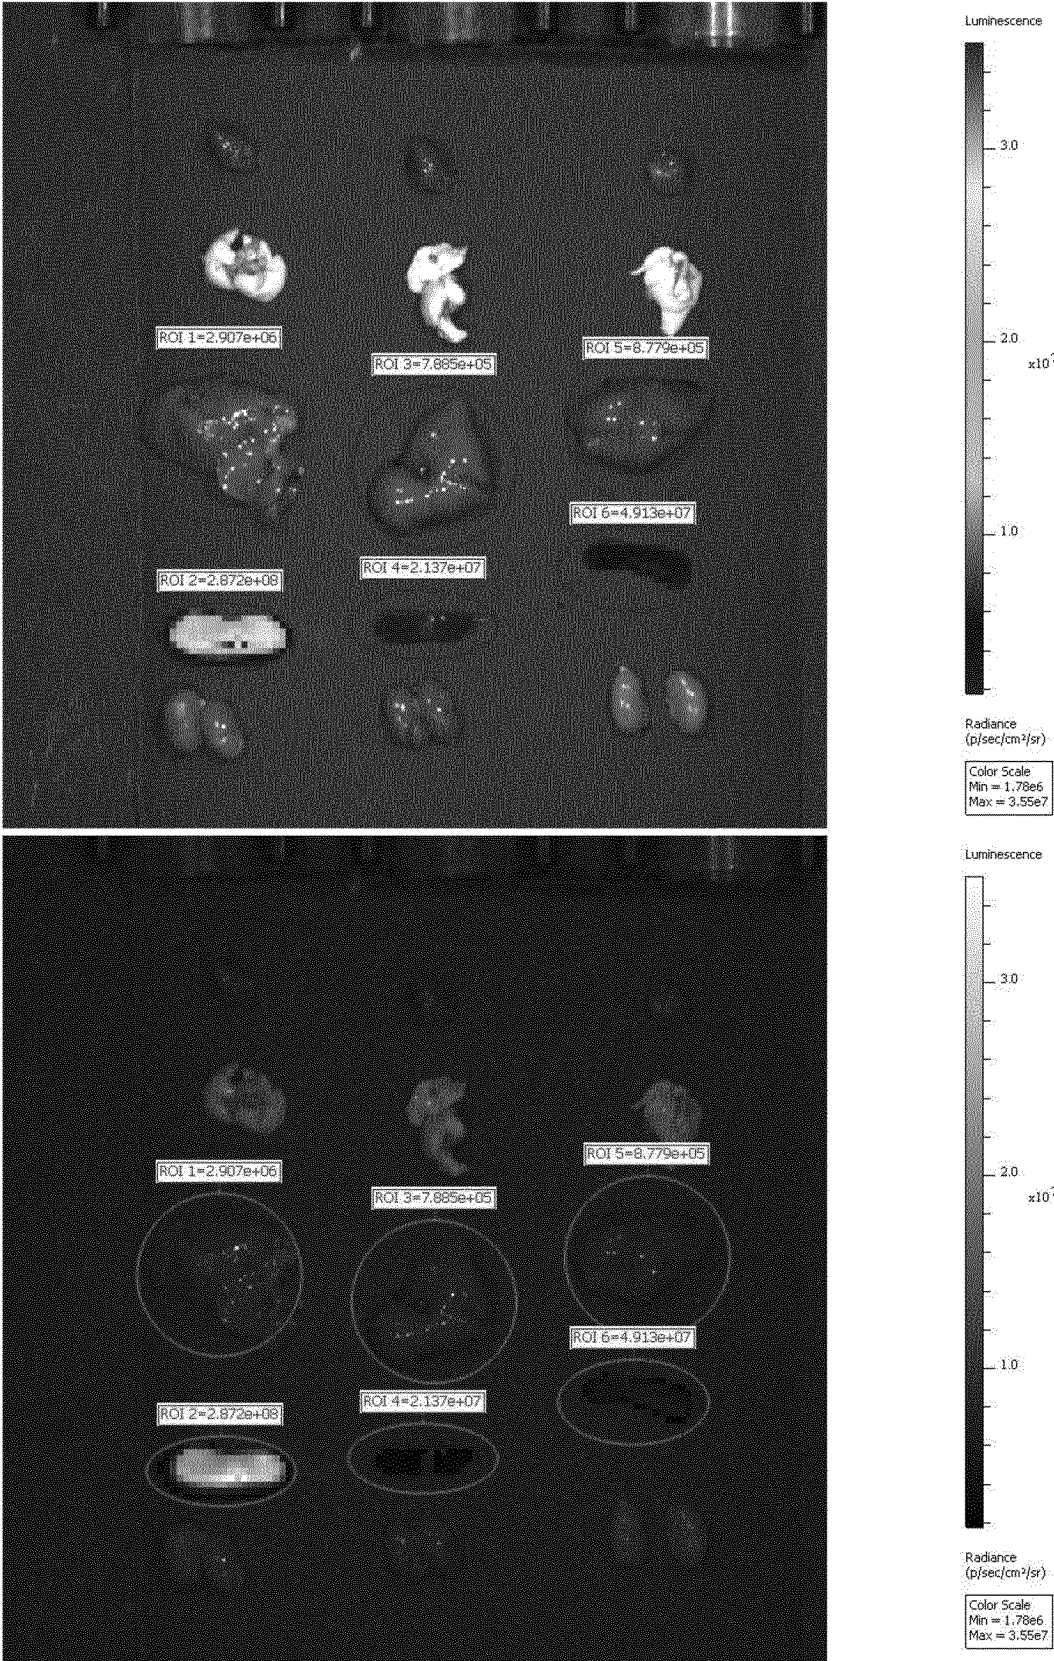 Luminescence
3.0
ROI 1=2.907e+06
ROI 3=7.885e+05
ROI 5=8.779e+05
2.0
ROI 6=4.913e+07
1.0
ROI 2=2.872e+08
ROI 4=2.137e+07
Radiance
(p/sec/cm²/sr)
Color Scale
Min = 1.78e6
Max = 3.55e7
Luminescence
3.0
ROI 1=2.907e+06
ROI 3=7.885e+05
ROI 5=8.779e+05
2.0
ROI 6=4.913e+07
1.0
ROI 2=2.872e+08
ROI 4=2.137e+07
Radiance
(p/sec/cm²/sr)
Color Scale
Min = 1.78e6
Max = 3.55e7